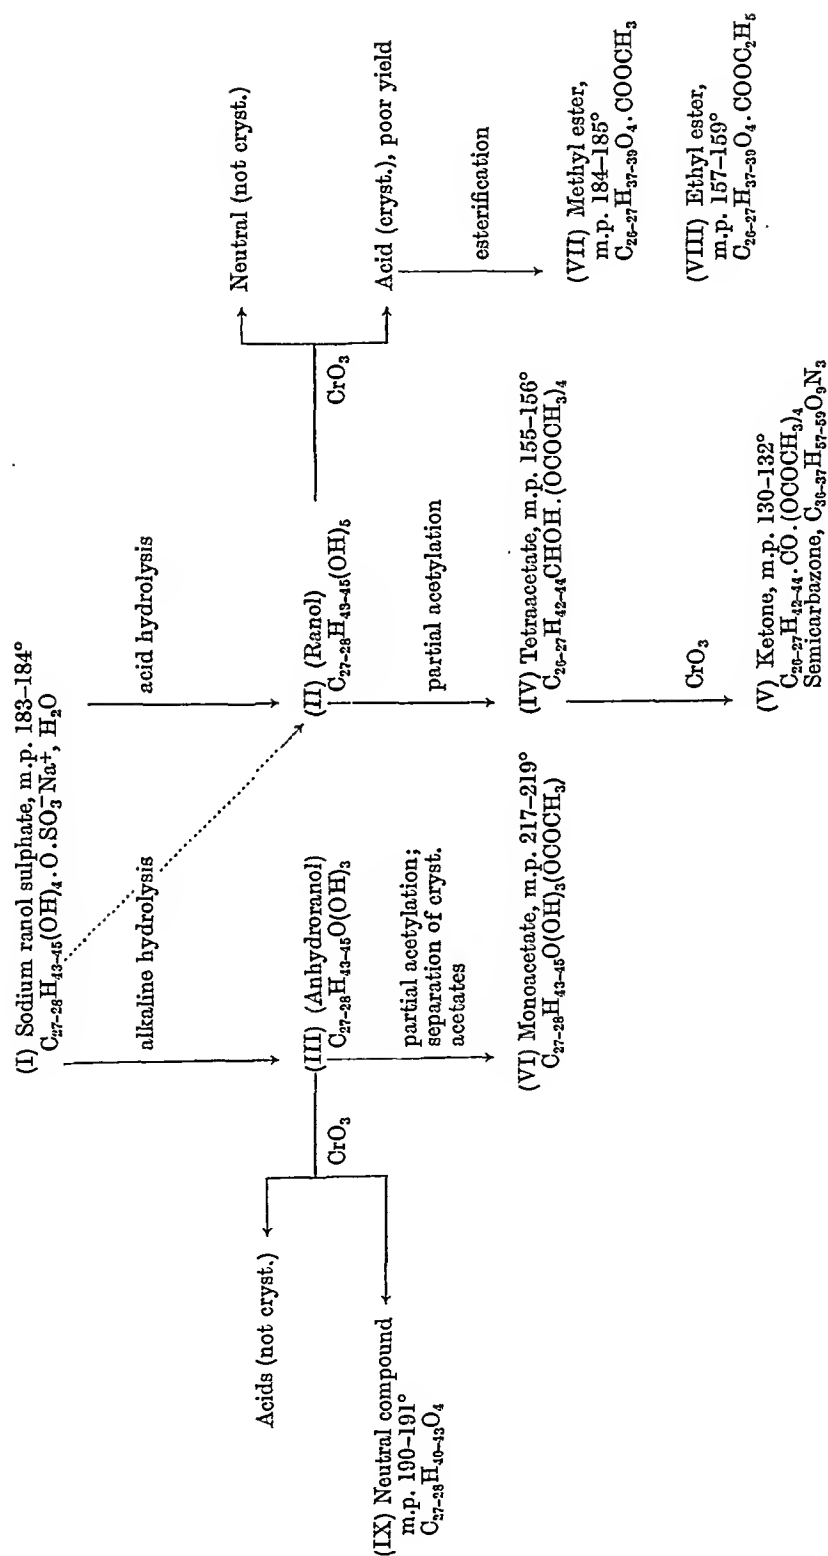 (I) Sodium ranol sulphate, m.p. 183–184°
C₂₇₋₂₈H₄₃₋₄₅(OH)₄.O.SO₃⁻Na⁺, H₂O
alkaline hydrolysis
acid hydrolysis
(III) (Anhydroranol)
C₂₇₋₂₈H₄₃₋₄₅O(OH)₃
(II) (Ranol)
C₂₇₋₂₈H₄₃₋₄₅(OH)₅
CrO₃
Acids (not cryst.)
(IX) Neutral compound
m.p. 190–191°
C₂₇₋₂₈H₄₀₋₄₃O₄
partial acetylation;
separation of cryst.
acetates
partial acetylation
CrO₃
Neutral (not cryst.)
Acid (cryst.), poor yield
esterification
(VI) Monoacetate, m.p. 217–219°
C₂₇₋₂₈H₄₃₋₄₅O(OH)₂(OCOCH₃)
(IV) Tetraacetate, m.p. 155–156°
C₂₆₋₂₇H₄₂₋₄₄CHOH.(OCOCH₃)₄
(VII) Methyl ester,
m.p. 184–185°
C₂₆₋₂₇H₃₇₋₃₉O₄.COOCH₃
CrO₃
(VIII) Ethyl ester,
m.p. 157–159°
C₂₆₋₂₇H₃₇₋₃₉O₄.COOC₂H₅
(V) Ketone, m.p. 130–132°
C₂₆₋₂₇H₄₂₋₄₄.CO.(OCOCH₃)₄
Semicarbazone, C₃₆₋₃₇H₅₇₋₅₉O₉N₃